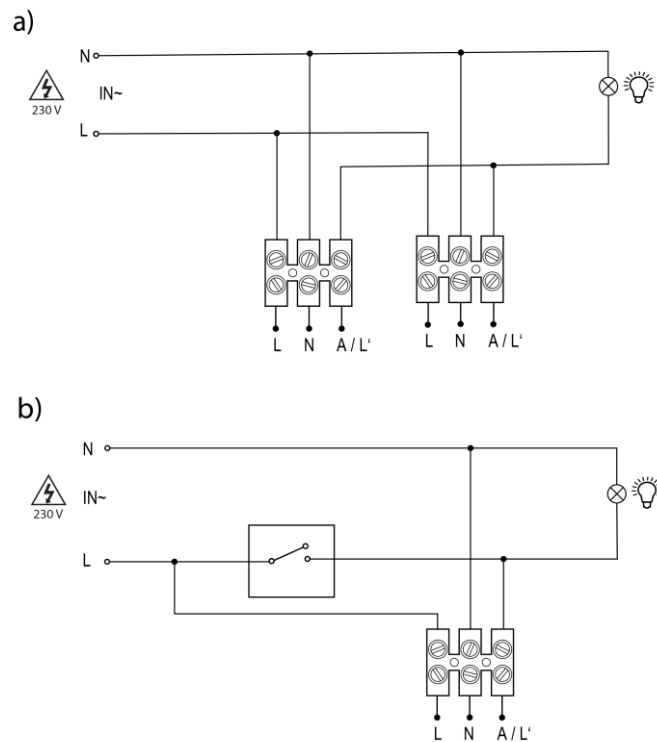 a)
N
IN~
230 V
L
L N A / L‘ L N A / L‘
b)
N
IN~
230 V
L
L N A / L‘